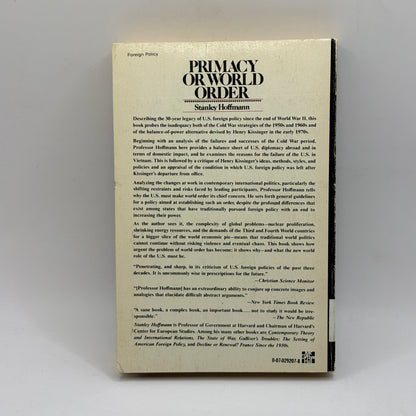 Foreign Policy
PRIMACY
OR WORLD
ORDER
Stanley Hoffmann
Describing the 30-year legacy of U.S. foreign policy since the end of World War II, this
book probes the inadequacy both of the Cold War strategies of the 1950s and 1960s and
of the balance-of-power alternative devised by Henry Kissinger in the early 1970s.
Beginning with an analysis of the failures and successes of the Cold War period,
Professor Hoffmann here provides a balance sheet of U.S. diplomacy abroad and in
terms of domestic impact, and he examines the reasons for the failure of the U.S. in
Vietnam. This is followed by a critique of Henry Kissinger's ideas, methods, styles, and
policies and an appraisal of the condition in which U.S. foreign policy was left after
Kissinger's departure from office.
Analyzing the changes at work in contemporary international politics, particularly the
shifting restraints and risks faced by leading participants, Professor Hoffmann tells
why the U.S. must make world order its chief concern. He sets forth general guidelines
for a policy aimed at establishing such an order, despite the profound differences that
exist among states that have traditionally pursued foreign policy with an end to
increasing their power
As the author sees it, the complexity of global problems—nuclear proliferation,
shrinking energy resources, and the demands of the Third and Fourth World countries
for a bigger slice of the world economic pie—means that traditional world politics
cannot continue without risking violence and eventual chaos. This book shows how
urgent the problem of world order has become; it shows why—and what the new world
role of the U.S. must be.
"Penetrating, and sharp, in its criticism of U.S. foreign policies of the past three
decades. It is uncommonly wise in prescriptions for the future."
—Christian Science Monitor
"[Professor Hoffmann] has an extraordinary ability to conjure up concrete images and
analogies that elucidate difficult abstract arguments."
—New York Times Book Review
"A sane book, a complex book, an important book... not to study it would be irre-
sponsible."
—The New Republic
Stanley Hoffmann is Professor of Government at Harvard and Chairman of Harvard's
Center for European Studies. Among his many other books are Contemporary Theory
and International Relations, The State of War, Gulliver's Troubles: The Setting of
American Foreign Policy, and Decline or Renewal? France Since the 1930s.
0-07-029207-8